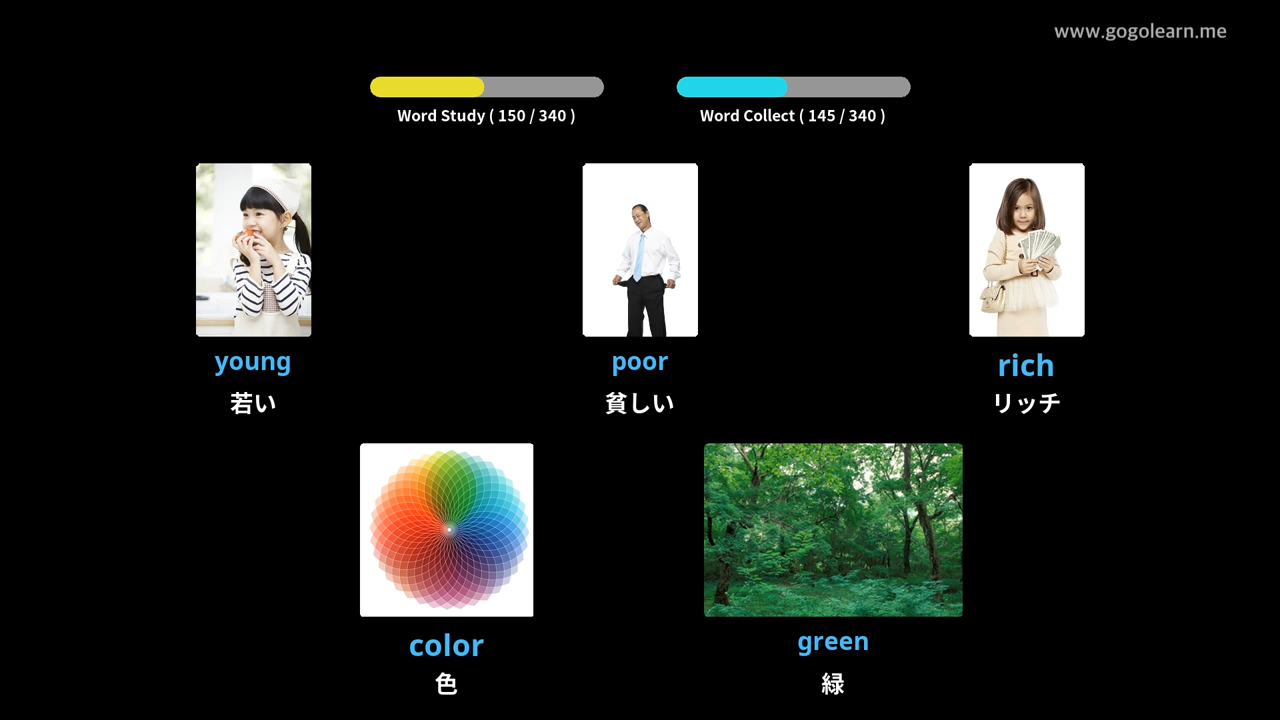 www.gogolearn.me
Word Study ( 150 / 340 )
Word Collect ( 145 / 340 )
young
若い
poor
貧しい
rich
リッチ
color
色
green
緑